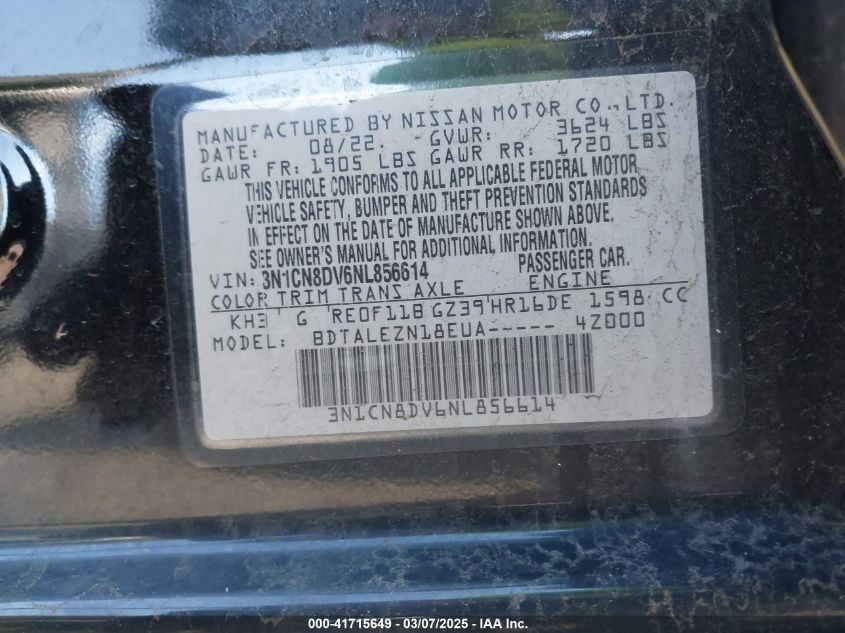 MANUFACTURED BY NISSAN MOTOR CO.,LTD.
DATE: 08/22. GVWR: 3624 LBS
GAWR FR: 1905 LBS GAWR RR: 1720 LBS
THIS VEHICLE CONFORMS TO ALL APPLICABLE FEDERAL MOTOR
VEHICLE SAFETY, BUMPER AND THEFT PREVENTION STANDARDS
IN EFFECT ON THE DATE OF MANUFACTURE SHOWN ABOVE.
SEE OWNER'S MANUAL FOR ADDITIONAL INFORMATION.
VIN: 3N1CN8DV6NL856614 PASSENGER CAR.
COLOR TRIM TRANS AXLE ENGINE
KH3 G RE0F11B GZ39 HR16DE 1598 CC
MODEL: BDTALEZN18EUA----- 4Z000
3N1CN8DV6NL856614
000-41715649 — 03/07/2025 — © IAA, Inc.